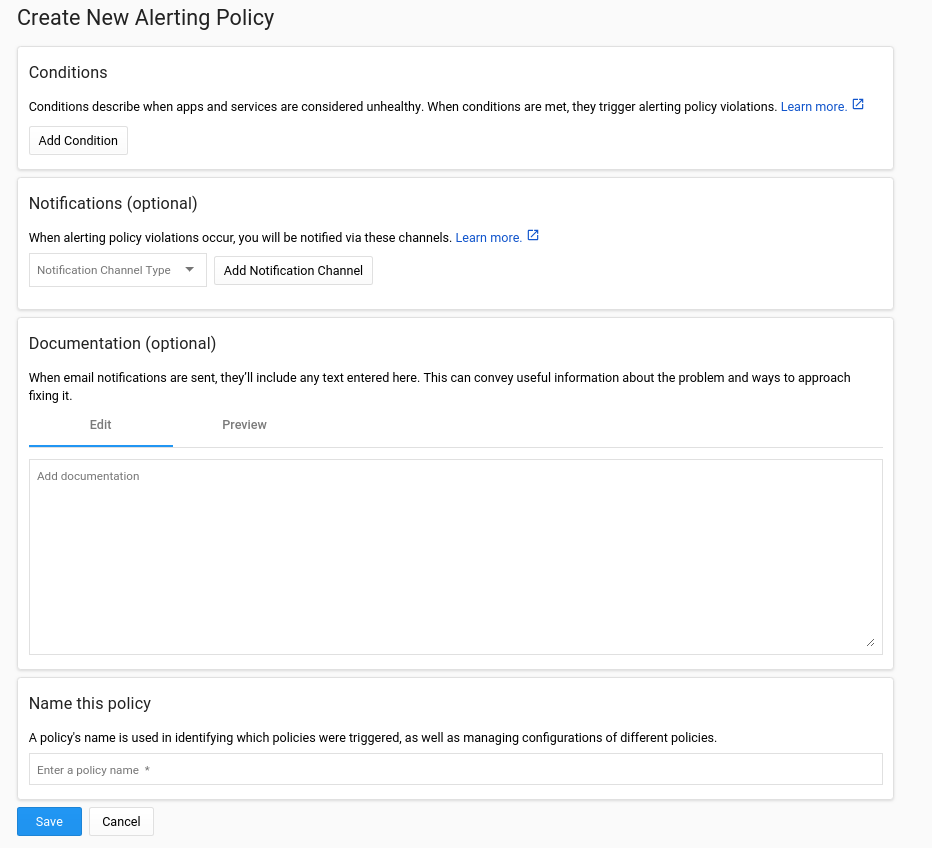 Create New Alerting Policy
Conditions
Conditions describe when apps and services are considered unhealthy. When conditions are met, they trigger alerting policy violations. Learn more.
Add Condition
Notifications (optional)
When alerting policy violations occur, you will be notified via these channels. Learn more.
Notification Channel Type Add Notification Channel
Documentation (optional)
When email notifications are sent, they’ll include any text entered here. This can convey useful information about the problem and ways to approach
fixing it.
Edit Preview
Add documentation
Name this policy
A policy's name is used in identifying which policies were triggered, as well as managing configurations of different policies.
Enter a policy name *
Save Cancel